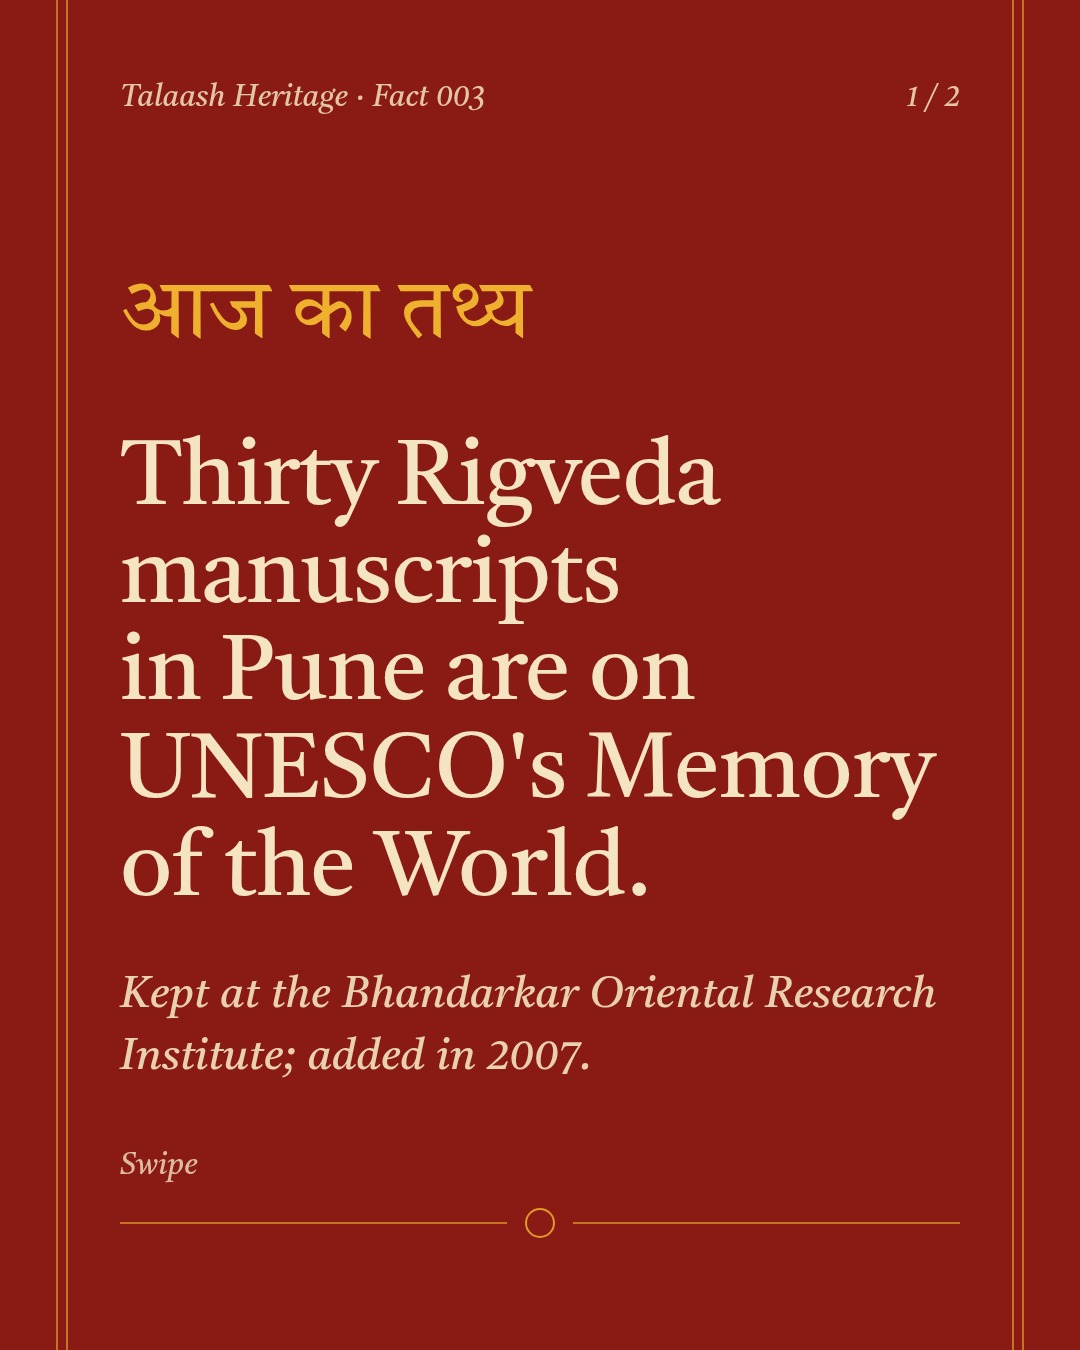 Talaash Heritage · Fact 003
1 / 2
आज का तथ्य
Thirty Rigveda
manuscripts
in Pune are on
UNESCO's Memory
of the World.
Kept at the Bhandarkar Oriental Research
Institute; added in 2007.
Swipe